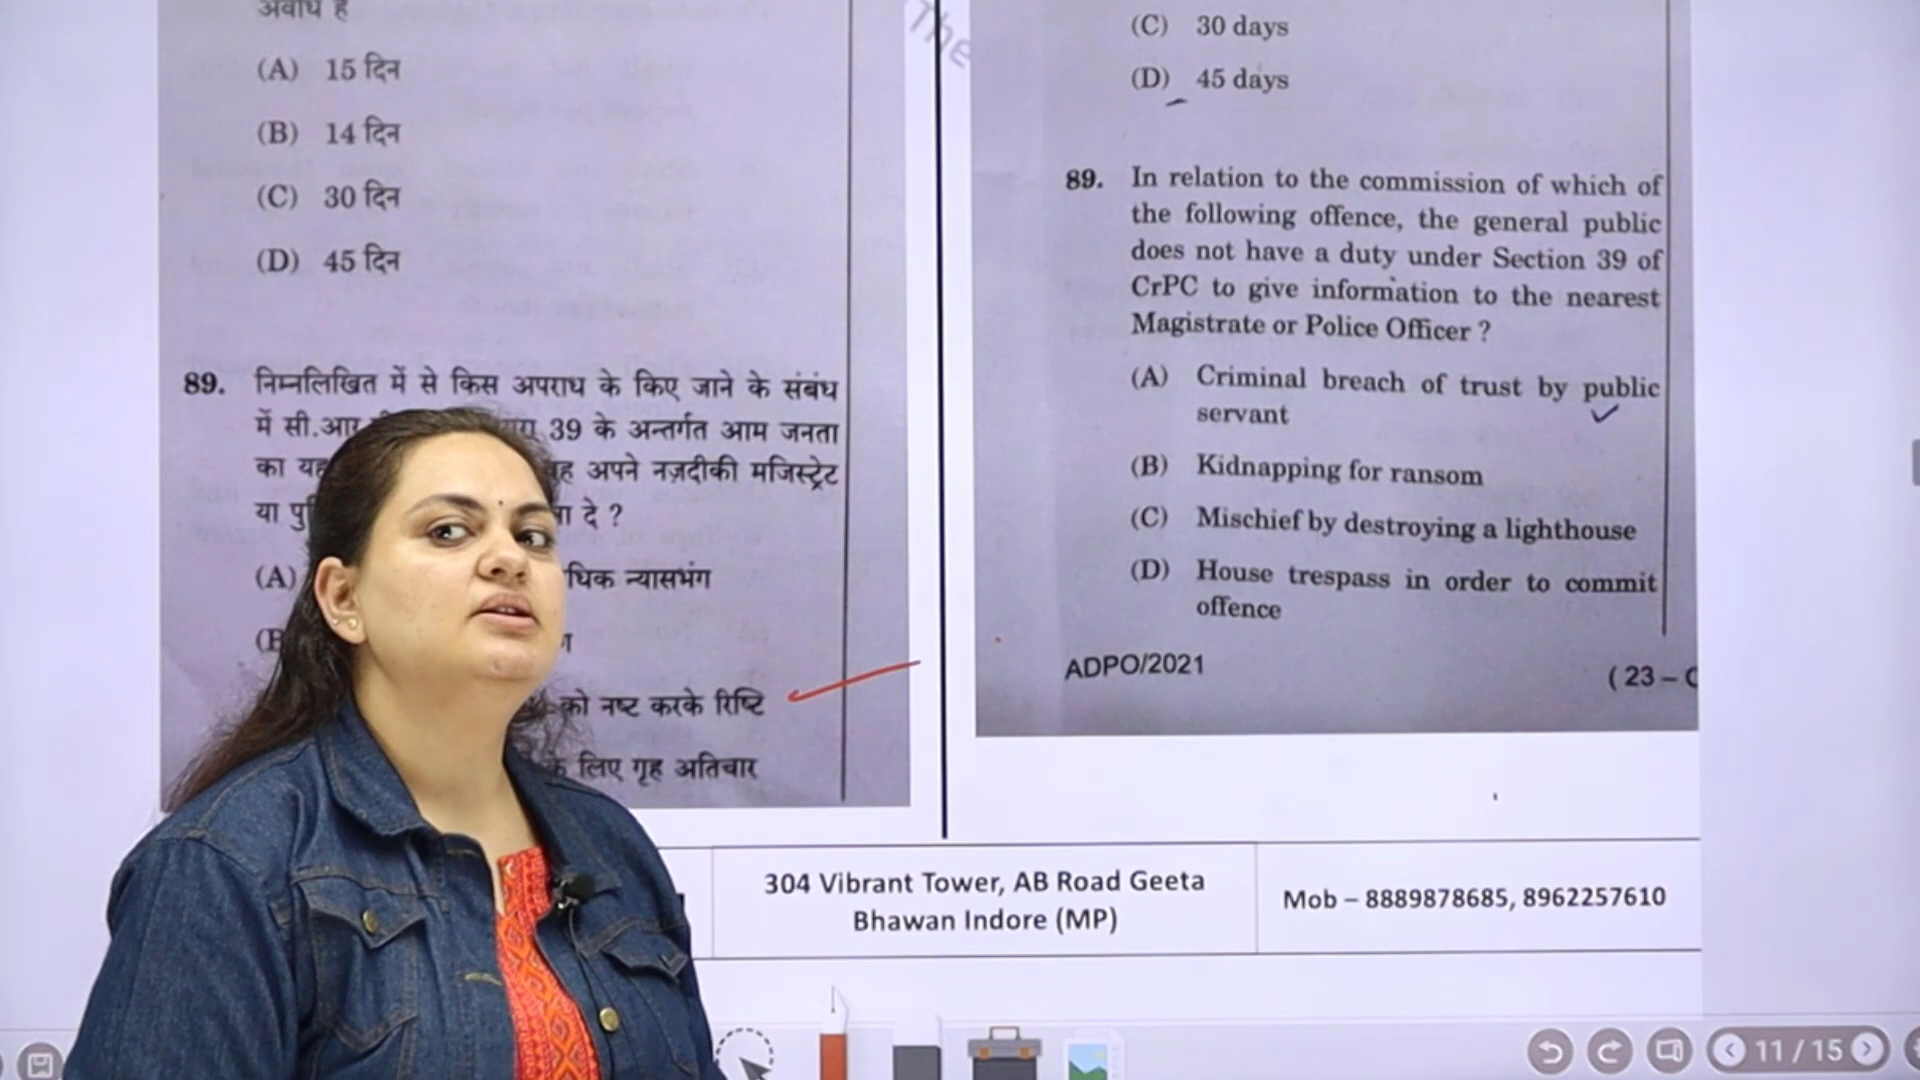 अवधि है
(A) 15 दिन
(B) 14 दिन
(C) 30 दिन
(D) 45 दिन
89. निम्नलिखित में से किस अपराध के किए जाने के संबंध
में सी.आर 39 के अन्तर्गत आम जनता
का यह अपने नज़दीकी मजिस्ट्रेट
या दे ?
(A) न्यासभंग
(B
को नष्ट करके रिष्टि
के लिए गृह अतिचार
The
(C) 30 days
(D) 45 days
89. In relation to the commission of which of
the following offence, the general public
does not have a duty under Section 39 of
CrPC to give information to the nearest
Magistrate or Police Officer ?
(A) Criminal breach of trust by public
servant
(B) Kidnapping for ransom
(C) Mischief by destroying a lighthouse
(D) House trespass in order to commit
offence
ADPO/2021
( 23 – C
304 Vibrant Tower, AB Road Geeta
Bhawan Indore (MP)
Mob – 8889878685, 8962257610
11 / 15